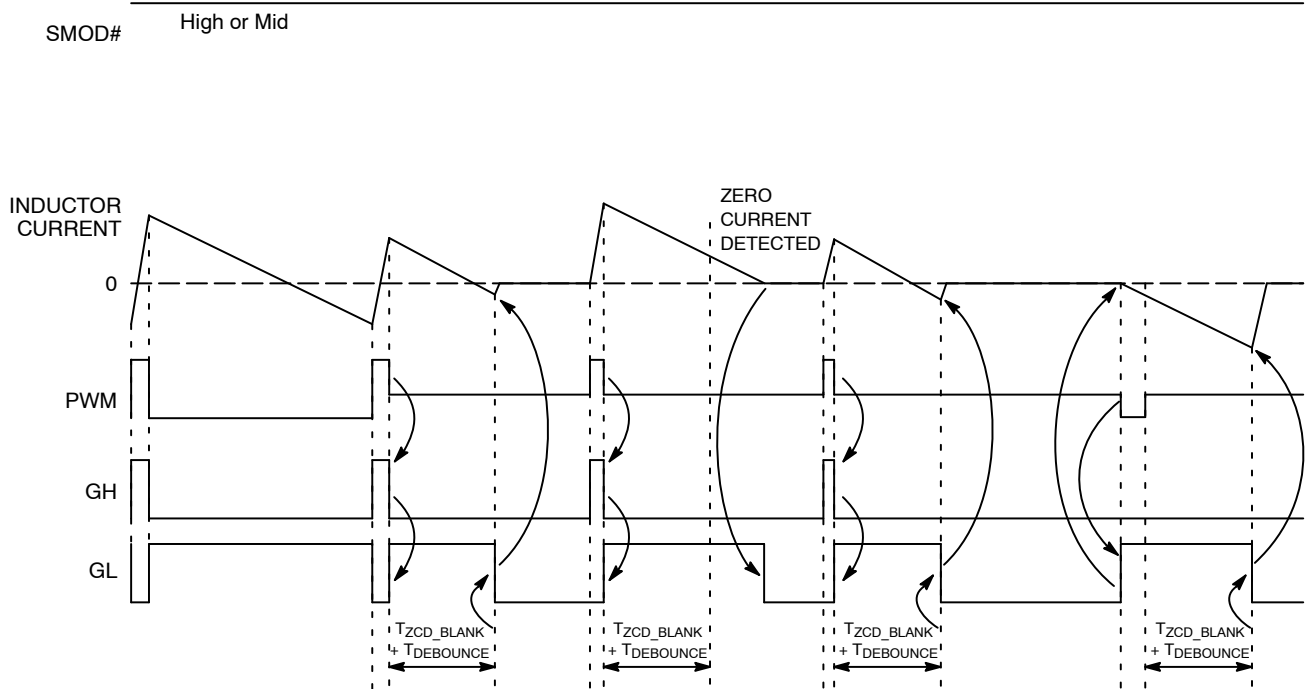 High or Mid
SMOD#
ZERO
CURRENT
DETECTED
INDUCTOR
CURRENT
0
PWM
GH
GL
TZCD_BLANK
+ TDEBOUNCE
TZCD_BLANK
+ TDEBOUNCE
TZCD_BLANK
+ TDEBOUNCE
TZCD_BLANK
+ TDEBOUNCE